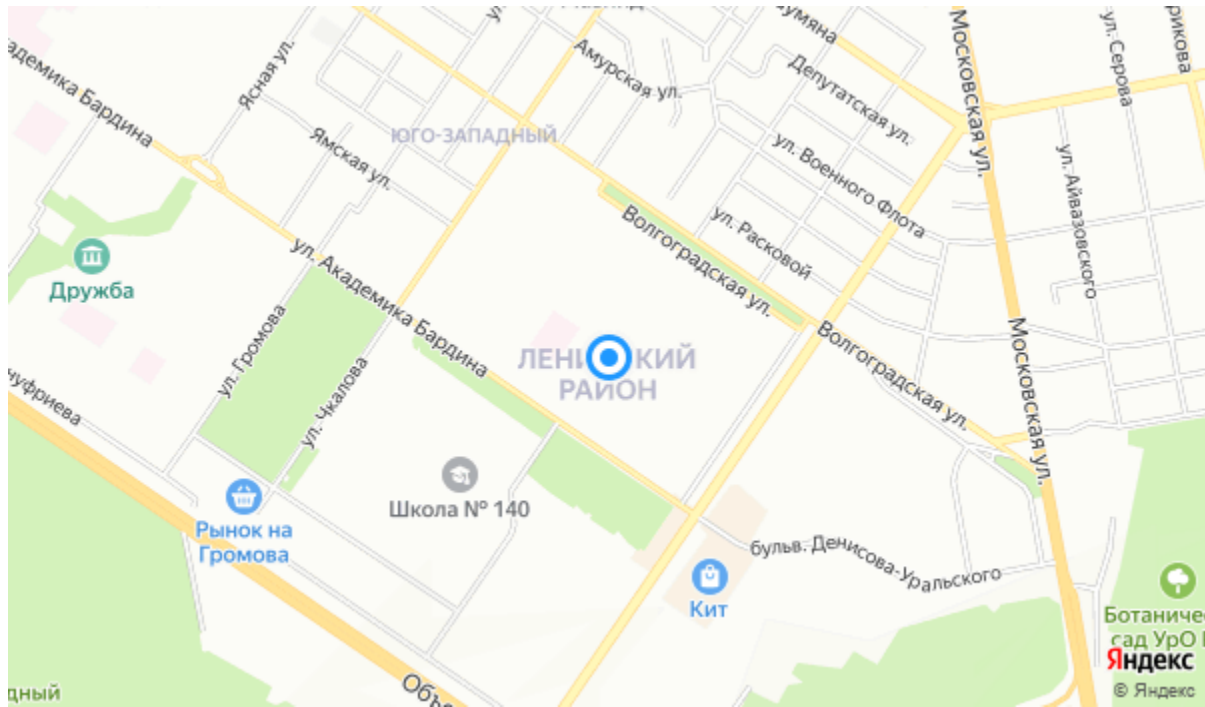 Московская ул.
ул. Серова
Амурская ул.
Депутатская ул.
Ясная ул.
Академика Бардина
ЮГО-ЗАПАДНЫЙ
Ямская ул.
ул. Военного Флота
ул. Айвазовского
ул. Расковой
Волгоградская ул.
Дружба
ул. Академика Бардина
ул. Громова
ул. Чкалова
РАЙОН
Волгоградская ул.
Московская ул.
Школа № 140
Рынок на
Громова
бульв. Денисова-Уральского
Кит
сад УрО
Яндекс
© Яндекс